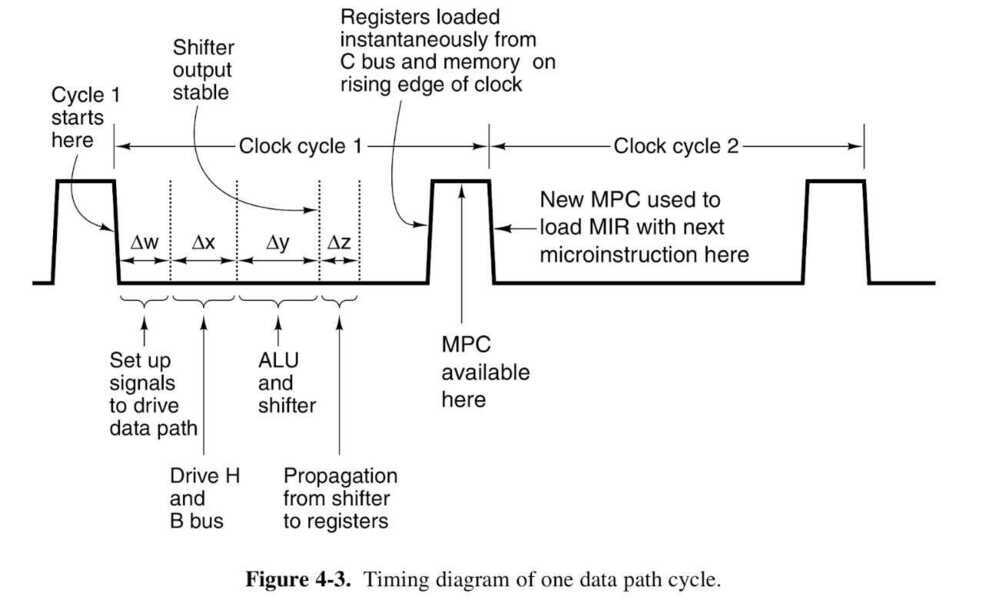 Registers loaded
instantaneously from
C bus and memory on
rising edge of clock
Shifter
output
stable
Cycle 1
starts
here
Clock cycle 1
Clock cycle 2
New MPC used to
load MIR with next
microinstruction here
Δw
Δx
Δy
Δz
Set up
signals
to drive
data path
ALU
and
shifter
MPC
available
here
Drive H
and
B bus
Propagation
from shifter
to registers
Figure 4-3. Timing diagram of one data path cycle.